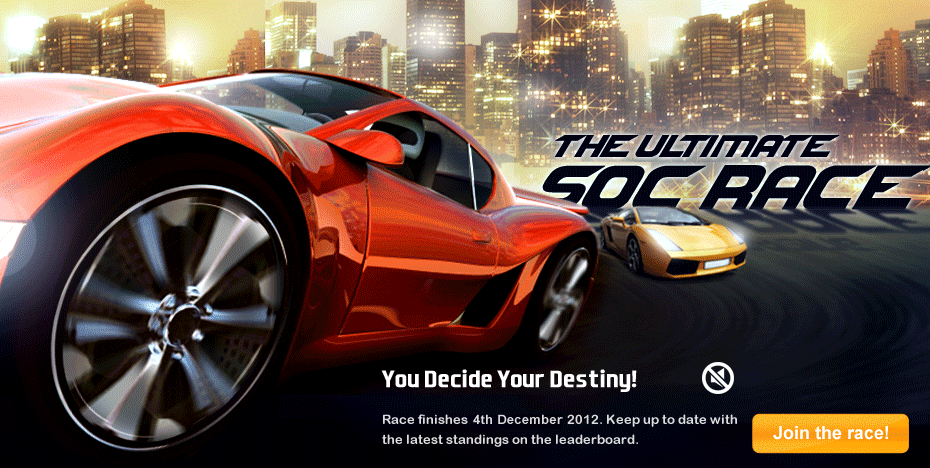 THE ULTIMATE
SOC RACE
You Decide Your Destiny!
Race finishes 4th December 2012. Keep up to date with
the latest standings on the leaderboard.
Join the race!